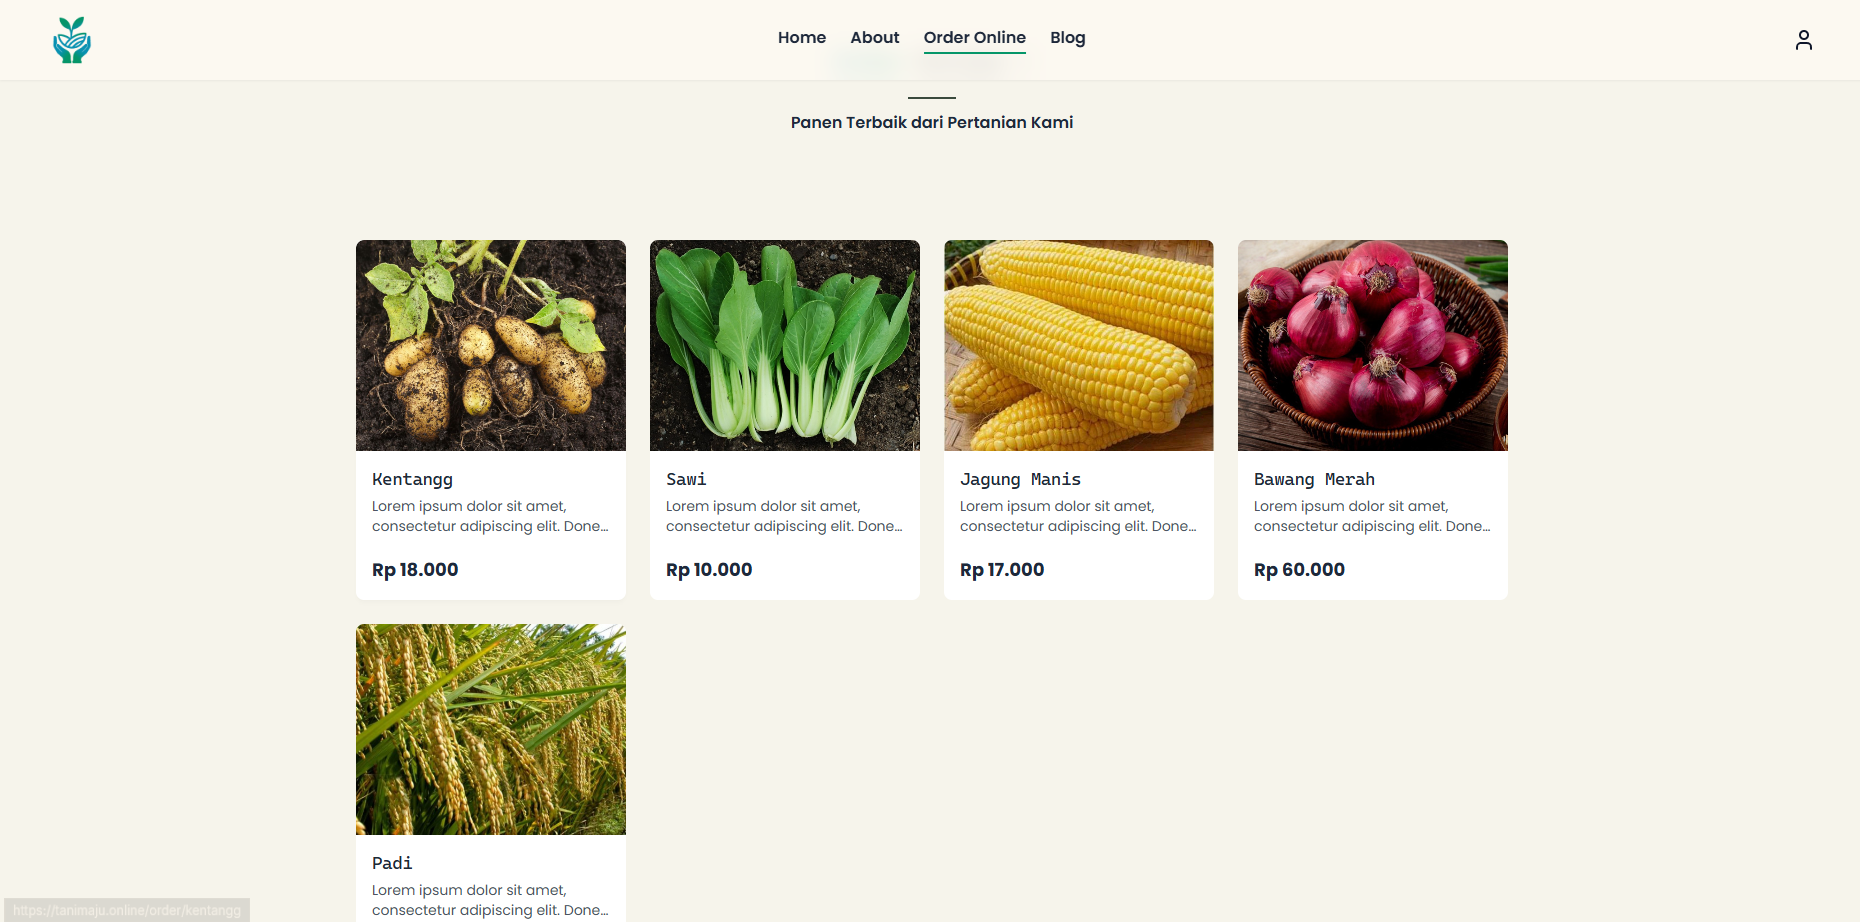 Home About Order Online Blog
Panen Terbaik dari Pertanian Kami
Kentangg
Lorem ipsum dolor sit amet,
consectetur adipiscing elit. Done...
Rp 18.000
Sawi
Lorem ipsum dolor sit amet,
consectetur adipiscing elit. Done...
Rp 10.000
Jagung Manis
Lorem ipsum dolor sit amet,
consectetur adipiscing elit. Done...
Rp 17.000
Bawang Merah
Lorem ipsum dolor sit amet,
consectetur adipiscing elit. Done...
Rp 60.000
Padi
Lorem ipsum dolor sit amet,
consectetur adipiscing elit. Done...
https://tanimaju.online/order/kentangg